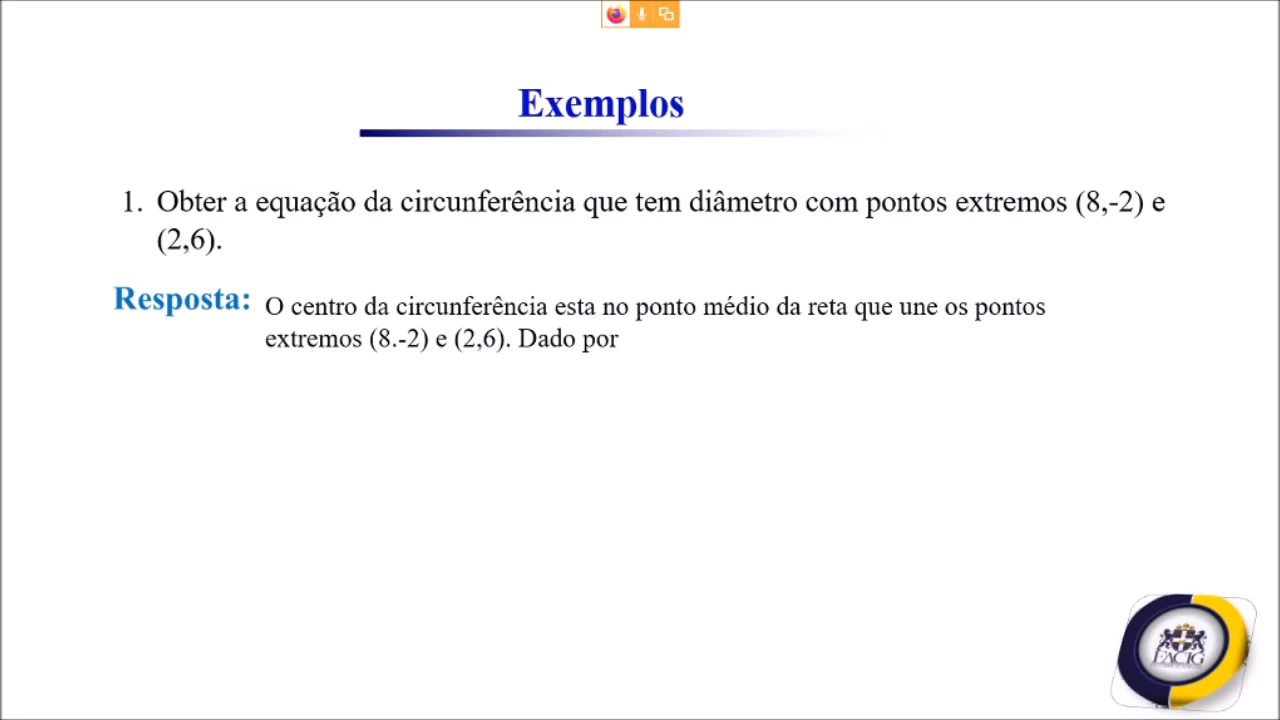 Exemplos
1. Obter a equação da circunferência que tem diâmetro com pontos extremos (8,-2) e
(2,6).
Resposta: O centro da circunferência esta no ponto médio da reta que une os pontos
extremos (8.-2) e (2,6). Dado por
FACIG